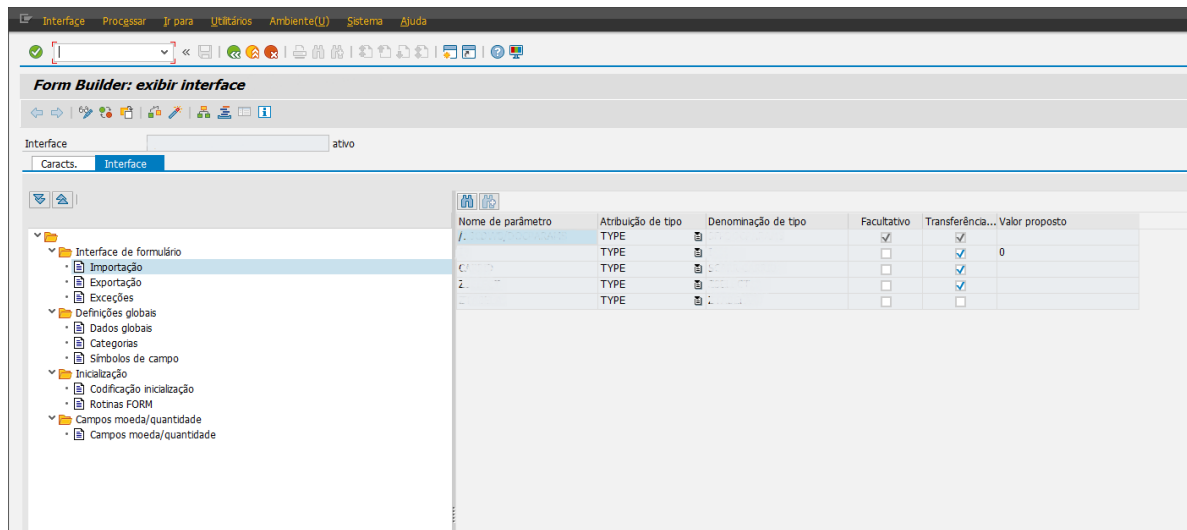 Interface Processar Ir para Utilitários Ambiente(U) Sistema Ajuda
Form Builder: exibir interface
Interface ativo
Caracts. Interface
Nome de parâmetro Atribuição de tipo Denominação de tipo Facultativo Transferência... Valor proposto
TYPE
Interface de formulário TYPE 0
Importação TYPE
Exportação TYPE
Exceções TYPE
Definições globais
Dados globais
Categorias
Símbolos de campo
Inicialização
Codificação inicialização
Rotinas FORM
Campos moeda/quantidade
Campos moeda/quantidade